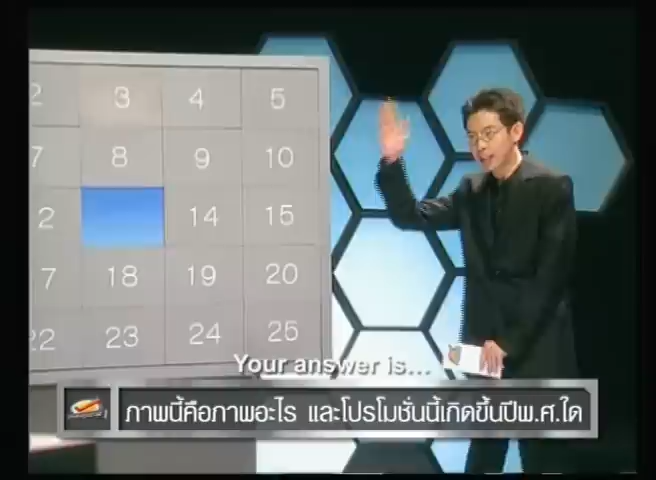 2 3 4 5
7 8 9 10
2 14 15
7 18 19 20
22 23 24 25
Your answer is...
ภาพนี้คือภาพอะไร และโปรโมชั่นนี้เกิดขึ้นปีพ.ศ.ใด